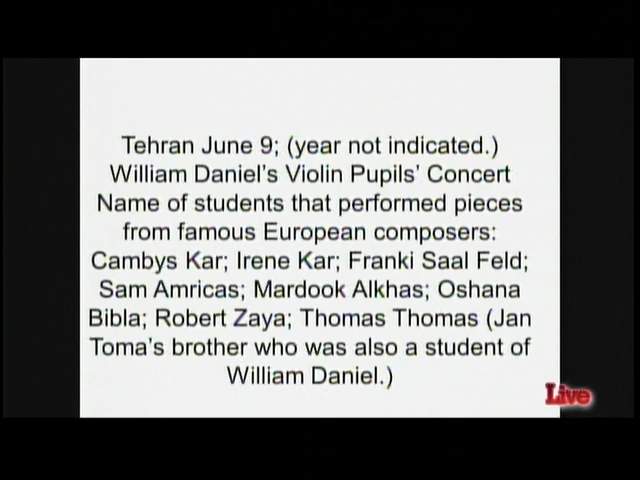 Tehran June 9; (year not indicated.)
William Daniel's Violin Pupils' Concert
Name of students that performed pieces
from famous European composers:
Cambys Kar; Irene Kar; Franki Saal Feld;
Sam Amricas; Mardook Alkhas; Oshana
Bibla; Robert Zaya; Thomas Thomas (Jan
Toma's brother who was also a student of
William Daniel.)
Live